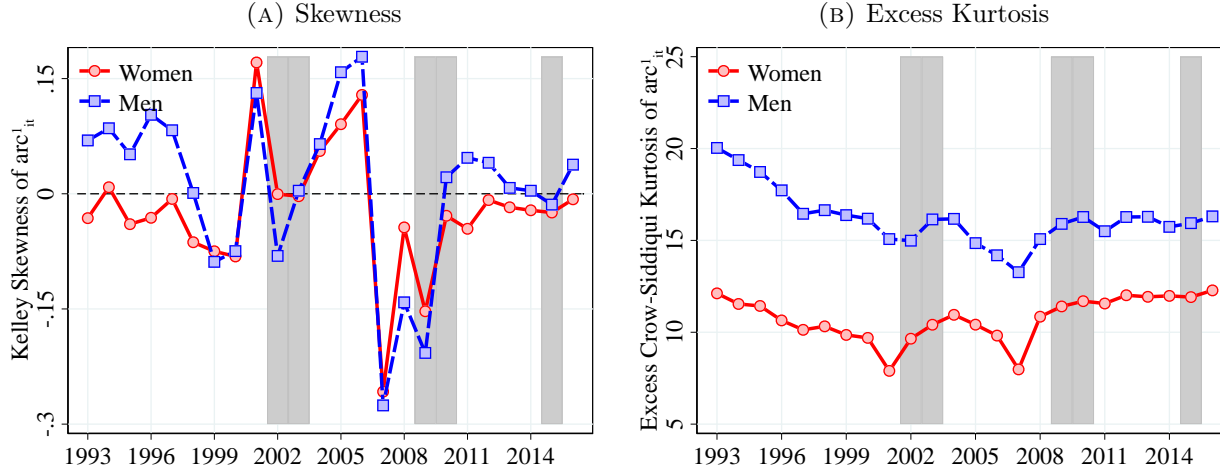 (A) Skewness
Kelley Skewness of arc¹ᵢₜ
.15
0
-.15
-.3
Women
Men
1993 1996 1999 2002 2005 2008 2011 2014
(B) Excess Kurtosis
Excess Crow-Siddiqui Kurtosis of arc¹ᵢₜ
25
20
15
10
5
Women
Men
1993 1996 1999 2002 2005 2008 2011 2014